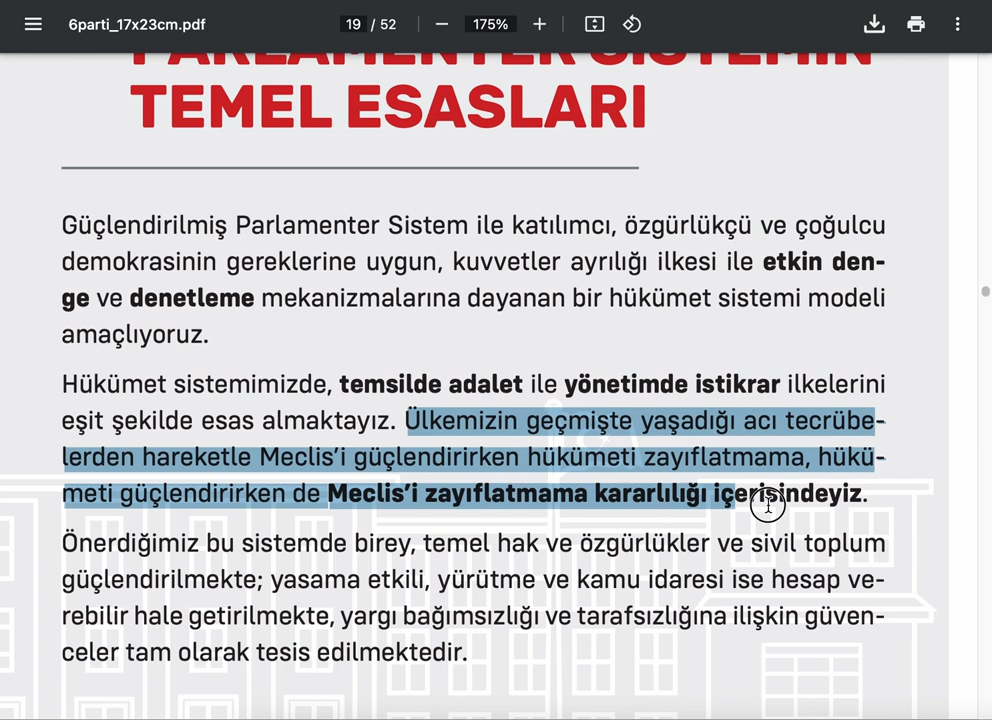 6parti_17x23cm.pdf
19 / 52
175%
PARLAMENTER SİSTEMİN
TEMEL ESASLARI
Güçlendirilmiş Parlamenter Sistem ile katılımcı, özgürlükçü ve çoğulcu
demokrasinin gereklerine uygun, kuvvetler ayrılığı ilkesi ile etkin den-
ge ve denetleme mekanizmalarına dayanan bir hükümet sistemi modeli
amaçlıyoruz.
Hükümet sistemimizde, temsilde adalet ile yönetimde istikrar ilkelerini
eşit şekilde esas almaktayız. Ülkemizin geçmişte yaşadığı acı tecrübe-
lerden hareketle Meclis’i güçlendirirken hükümeti zayıflatmama, hükü-
meti güçlendirirken de Meclis’i zayıflatmama kararlılığı içerisindeyiz.
Önerdiğimiz bu sistemde birey, temel hak ve özgürlükler ve sivil toplum
güçlendirilmekte; yasama etkili, yürütme ve kamu idaresi ise hesap ve-
rebilir hale getirilmekte, yargı bağımsızlığı ve tarafsızlığına ilişkin güven-
celer tam olarak tesis edilmektedir.